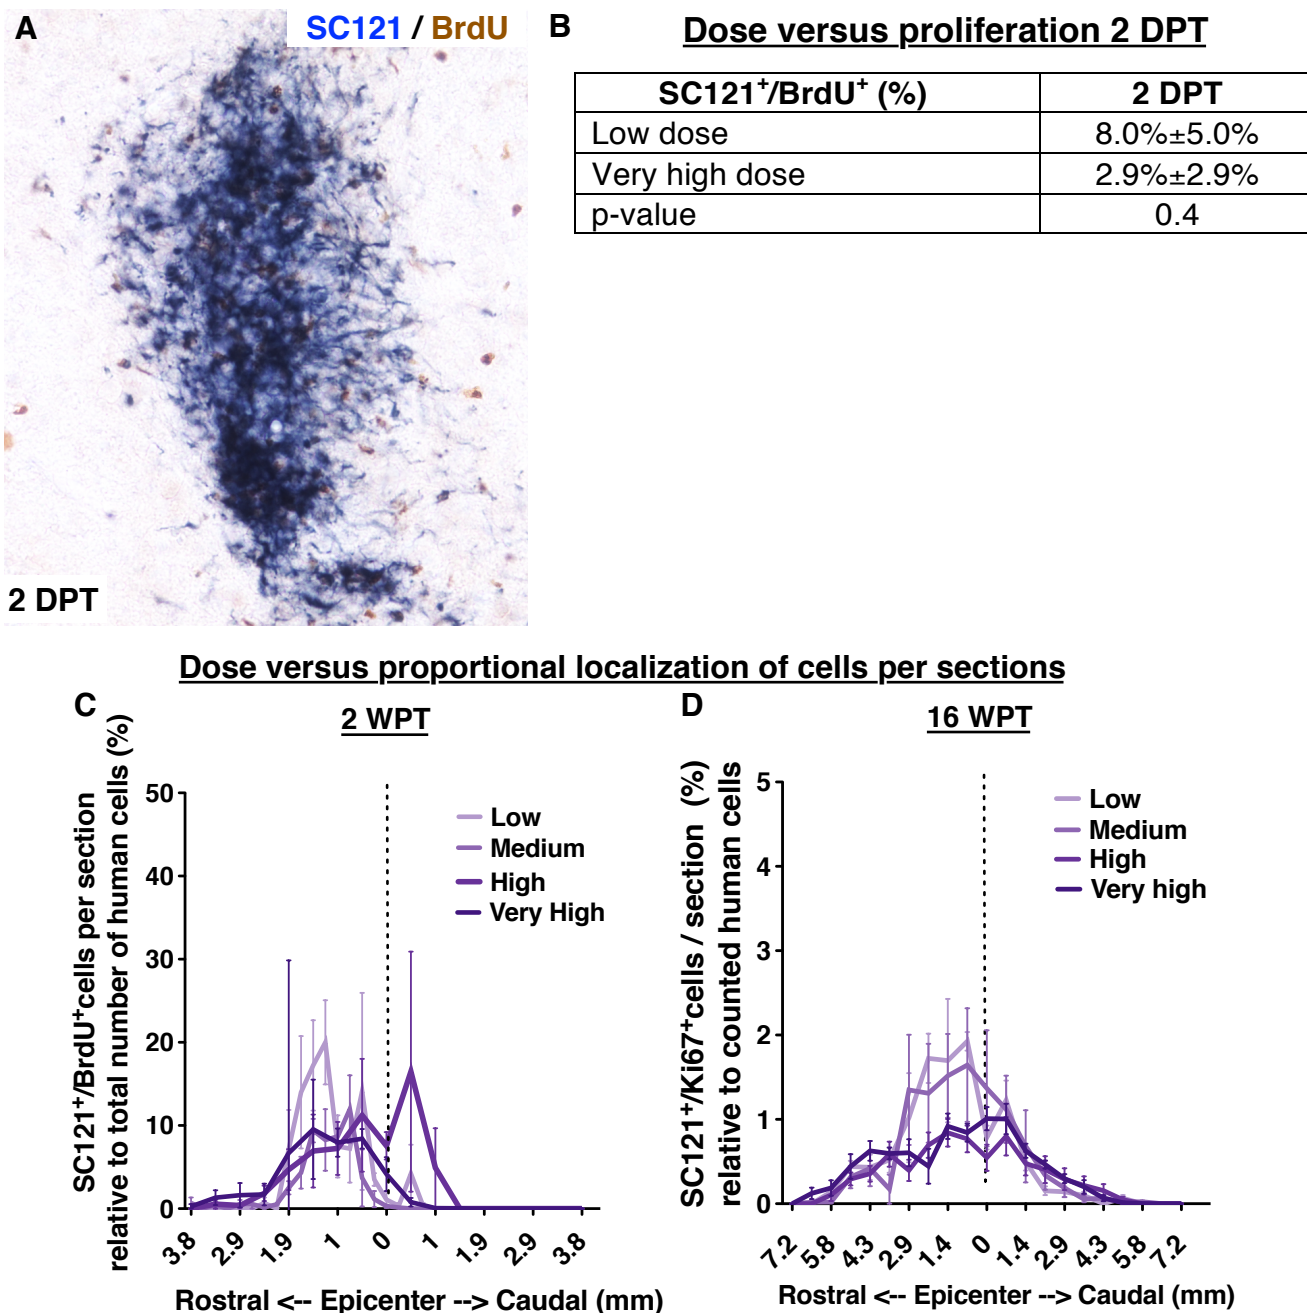 A
SC121 / BrdU
2 DPT
B
Dose versus proliferation 2 DPT
SC121⁺/BrdU⁺ (%) 2 DPT
Low dose 8.0%±5.0%
Very high dose 2.9%±2.9%
p-value 0.4
Dose versus proportional localization of cells per sections
C
2 WPT
SC121⁺/BrdU⁺cells per section
relative to total number of human cells (%)
50
40
30
20
10
0
Low
Medium
High
Very High
3.8 2.9 1.9 1 0 1 1.9 2.9 3.8
Rostral <-- Epicenter --> Caudal (mm)
D
16 WPT
SC121⁺/Ki67⁺cells / section (%)
relative to counted human cells
5
4
3
2
1
0
Low
Medium
High
Very high
7.2 5.8 4.3 2.9 1.4 0 1.4 2.9 4.3 5.8 7.2
Rostral <-- Epicenter --> Caudal (mm)